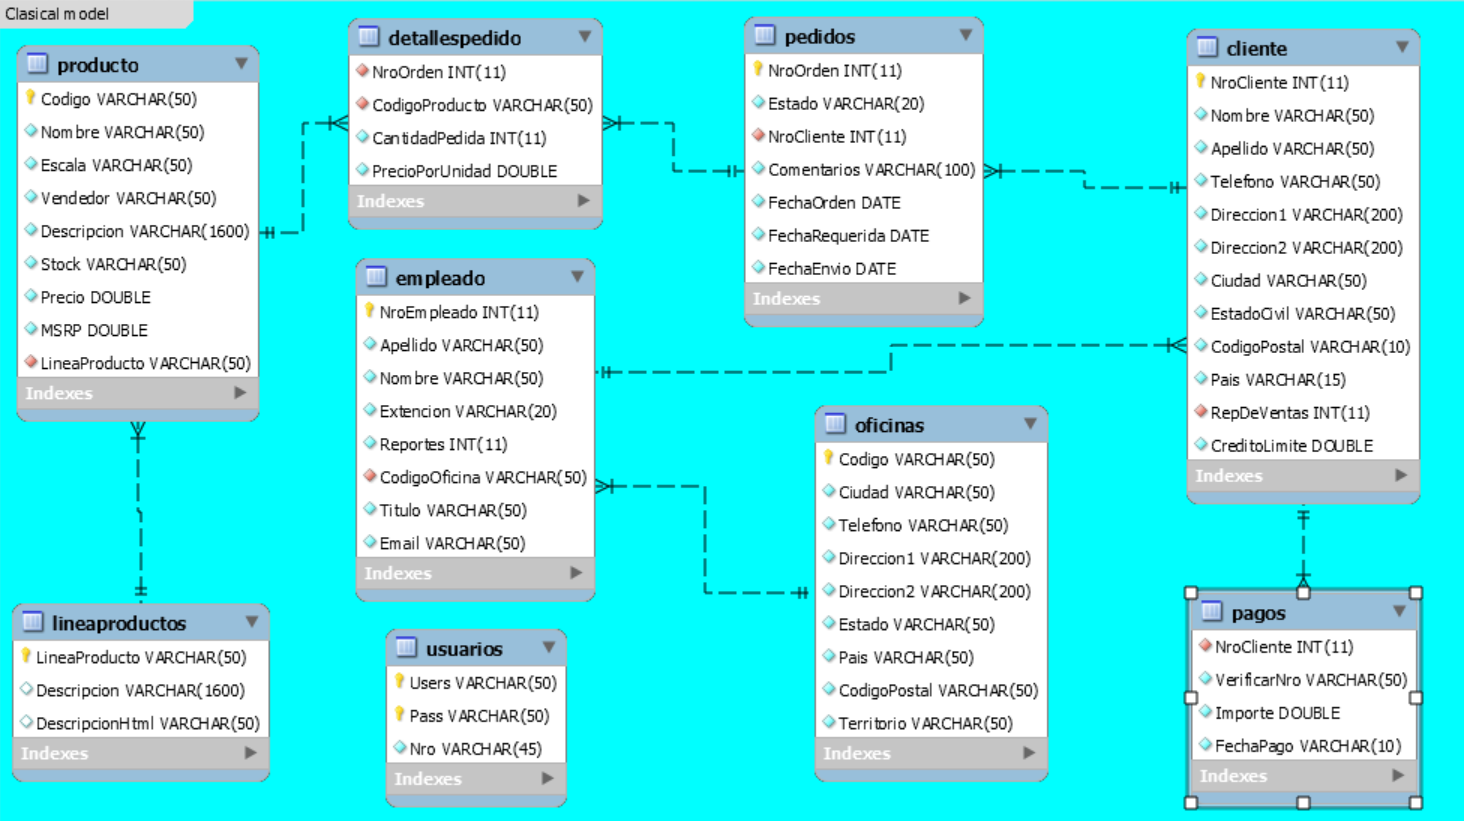 Clasical model
producto
Codigo VARCHAR(50)
Nombre VARCHAR(50)
Escala VARCHAR(50)
Vendedor VARCHAR(50)
Descripcion VARCHAR(1600)
Stock VARCHAR(50)
Precio DOUBLE
MSRP DOUBLE
LineaProducto VARCHAR(50)
Indexes
detallespedido
NroOrden INT(11)
CodigoProducto VARCHAR(50)
CantidadPedida INT(11)
PrecioPorUnidad DOUBLE
Indexes
pedidos
NroOrden INT(11)
Estado VARCHAR(20)
NroCliente INT(11)
Comentarios VARCHAR(100)
FechaOrden DATE
FechaRequerida DATE
FechaEnvio DATE
Indexes
cliente
NroCliente INT(11)
Nombre VARCHAR(50)
Apellido VARCHAR(50)
Telefono VARCHAR(50)
Direccion1 VARCHAR(200)
Direccion2 VARCHAR(200)
Ciudad VARCHAR(50)
EstadoCivil VARCHAR(50)
CodigoPostal VARCHAR(10)
Pais VARCHAR(15)
RepDeVentas INT(11)
CreditoLimite DOUBLE
Indexes
empleado
NroEmpleado INT(11)
Apellido VARCHAR(50)
Nombre VARCHAR(50)
Extencion VARCHAR(20)
Reportes INT(11)
CodigoOficina VARCHAR(50)
Titulo VARCHAR(50)
Email VARCHAR(50)
Indexes
oficinas
Codigo VARCHAR(50)
Ciudad VARCHAR(50)
Telefono VARCHAR(50)
Direccion1 VARCHAR(200)
Direccion2 VARCHAR(200)
Estado VARCHAR(50)
Pais VARCHAR(50)
CodigoPostal VARCHAR(50)
Territorio VARCHAR(50)
Indexes
lineaproductos
LineaProducto VARCHAR(50)
Descripcion VARCHAR(1600)
DescripcionHtml VARCHAR(50)
Indexes
usuarios
Users VARCHAR(50)
Pass VARCHAR(50)
Nro VARCHAR(45)
Indexes
pagos
NroCliente INT(11)
VerificarNro VARCHAR(50)
Importe DOUBLE
FechaPago VARCHAR(10)
Indexes